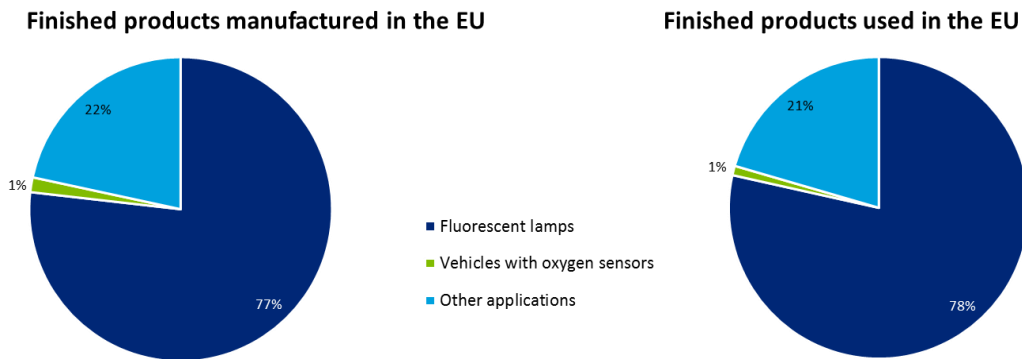 Finished products manufactured in the EU
22%
1%
77%
Fluorescent lamps
Vehicles with oxygen sensors
Other applications
Finished products used in the EU
21%
1%
78%